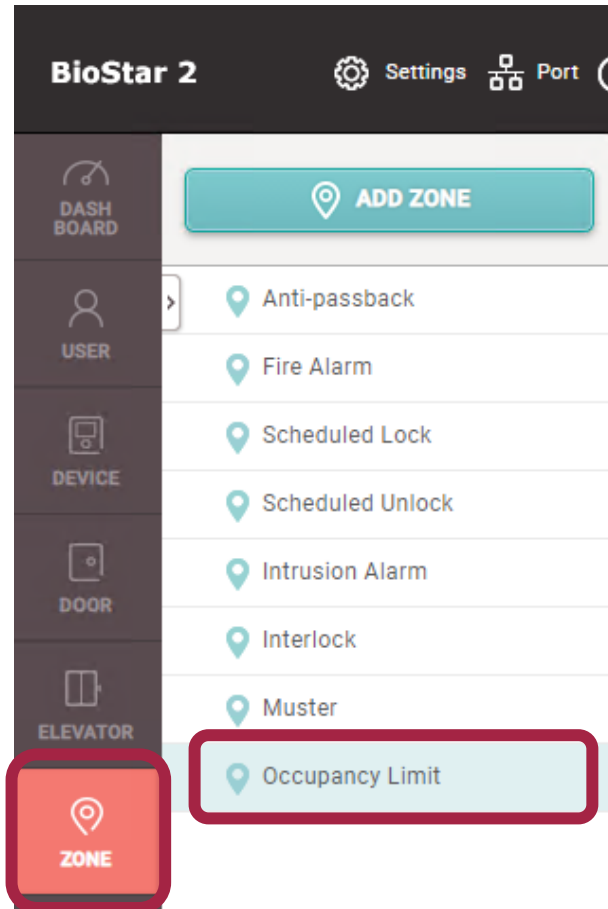 BioStar 2
Settings
Port
DASH
BOARD
USER
DEVICE
DOOR
ELEVATOR
ZONE
ADD ZONE
Anti-passback
Fire Alarm
Scheduled Lock
Scheduled Unlock
Intrusion Alarm
Interlock
Muster
Occupancy Limit